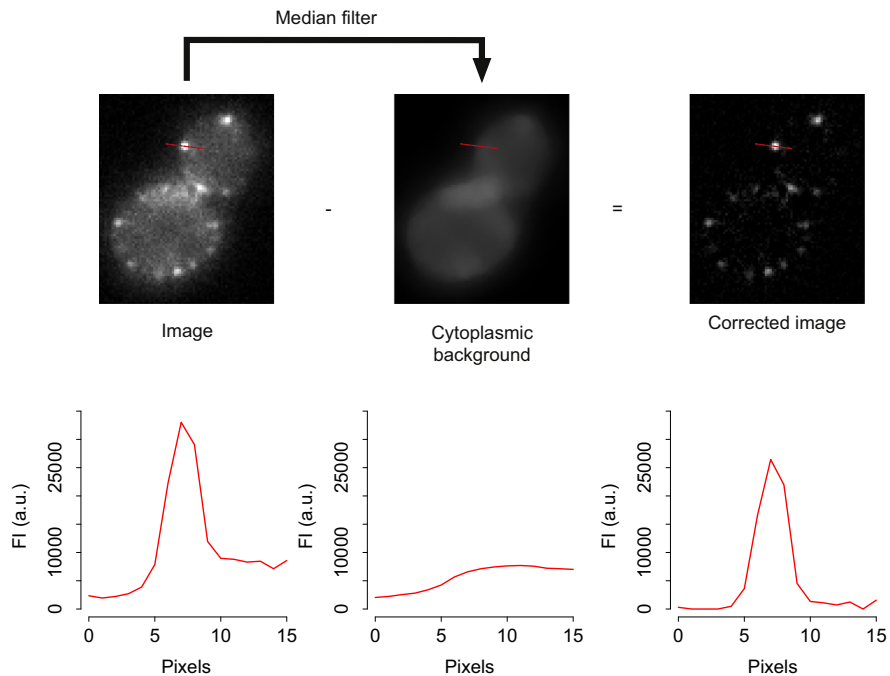 Median filter
-
=
Image
Cytoplasmic
background
Corrected image
FI (a.u.)
0
10000
25000
0
5
10
15
Pixels
FI (a.u.)
0
10000
25000
0
5
10
15
Pixels
FI (a.u.)
0
10000
25000
0
5
10
15
Pixels